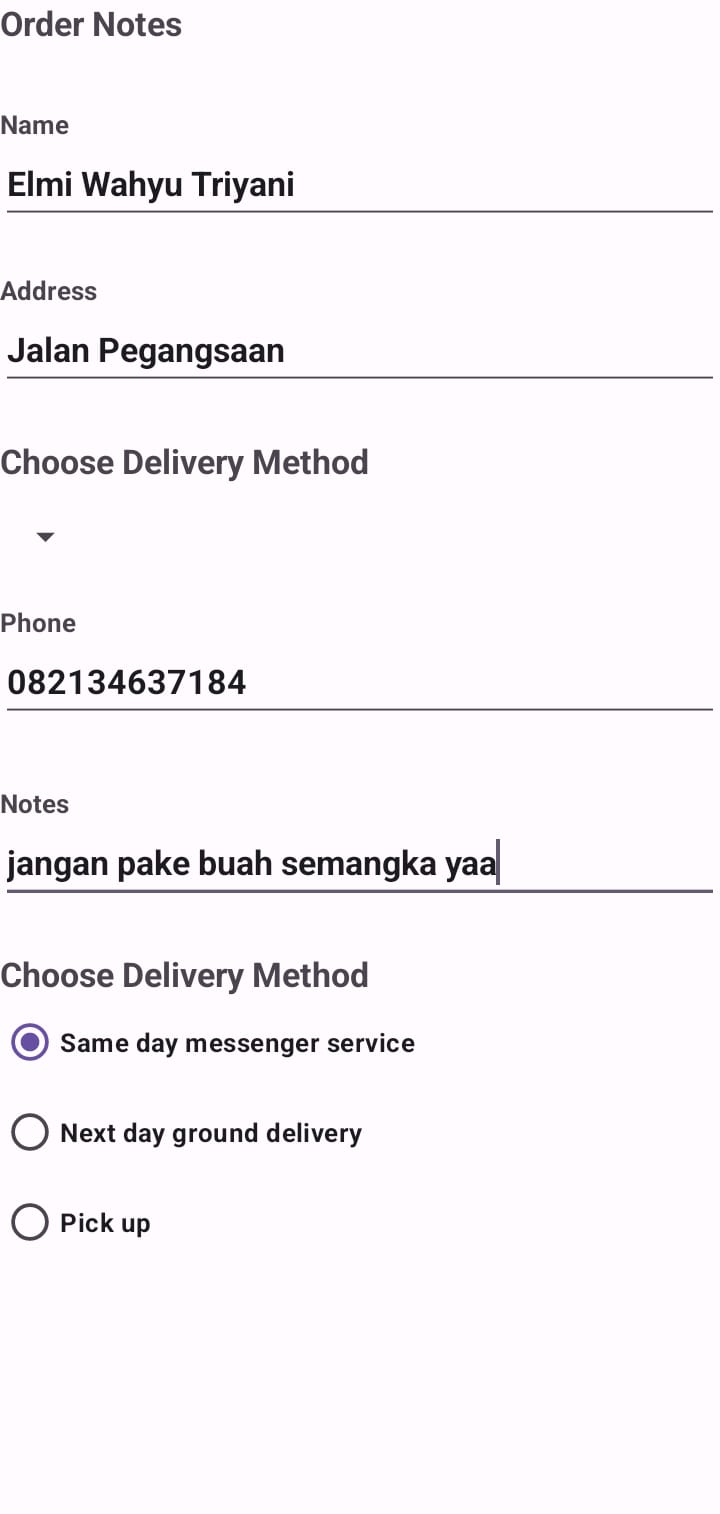 Order Notes
Name
Elmi Wahyu Triyani
Address
Jalan Pegangsaan
Choose Delivery Method
Phone
082134637184
Notes
jangan pake buah semangka yaa
Choose Delivery Method
Same day messenger service
Next day ground delivery
Pick up